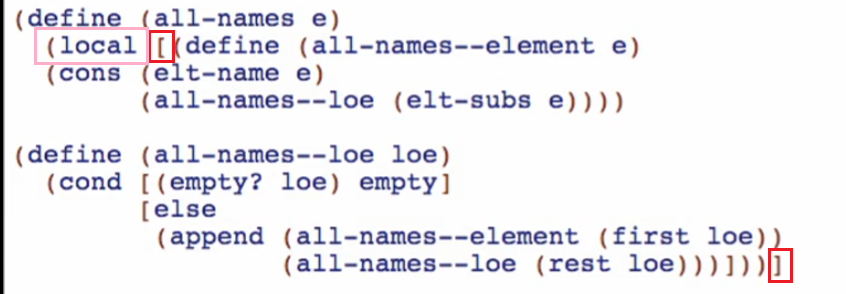 (define (all-names e)
(local [(define (all-names--element e)
(cons (elt-name e)
(all-names--loe (elt-subs e))))
(define (all-names--loe loe)
(cond [(empty? loe) empty]
[else
(append (all-names--element (first loe))
(all-names--loe (rest loe)))]))]